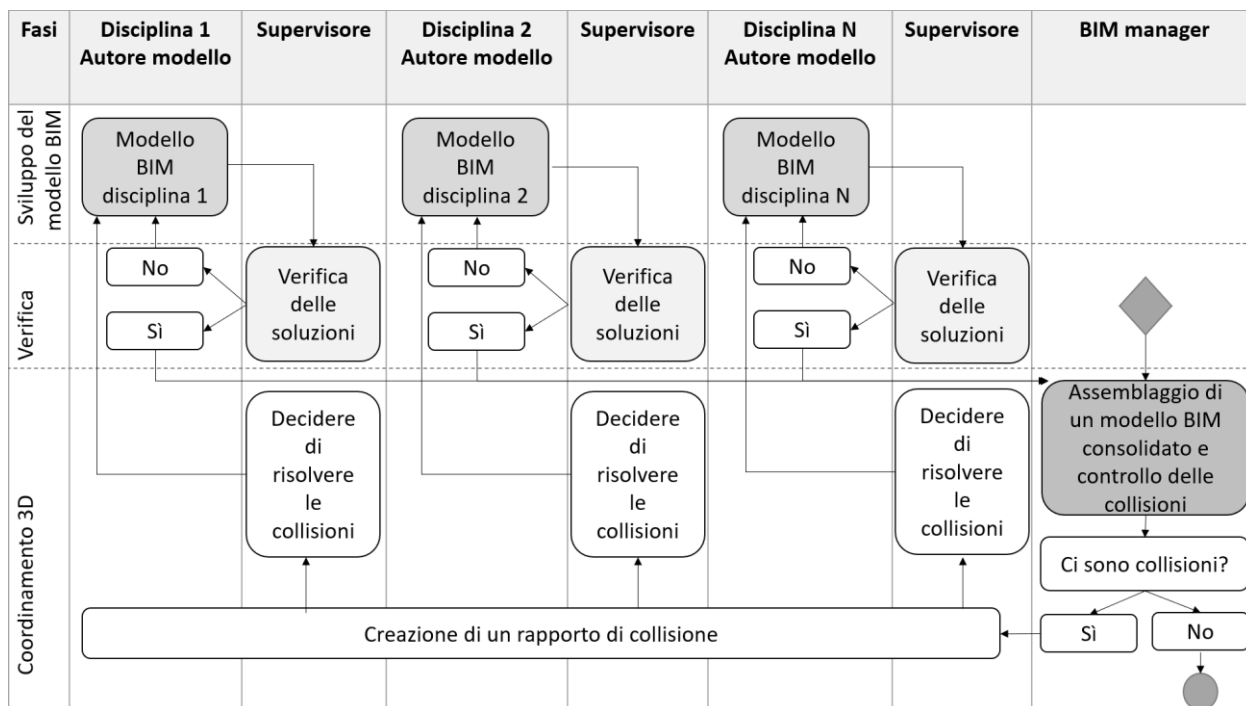 Fasi
Disciplina 1
Autore modello
Supervisore
Disciplina 2
Autore modello
Supervisore
Disciplina N
Autore modello
Supervisore
BIM manager
Sviluppo del
modello BIM
Modello
BIM
disciplina 1
Modello
BIM
disciplina 2
Modello
BIM
disciplina N
Verifica
No
Sì
Verifica
delle
soluzioni
No
Sì
Verifica
delle
soluzioni
No
Sì
Verifica
delle
soluzioni
Coordinamento 3D
Decidere
di
risolvere
le
collisioni
Decidere
di
risolvere
le
collisioni
Decidere
di
risolvere
le
collisioni
Assemblaggio di
un modello BIM
consolidato e
controllo delle
collisioni
Ci sono collisioni?
Creazione di un rapporto di collisione
Sì
No